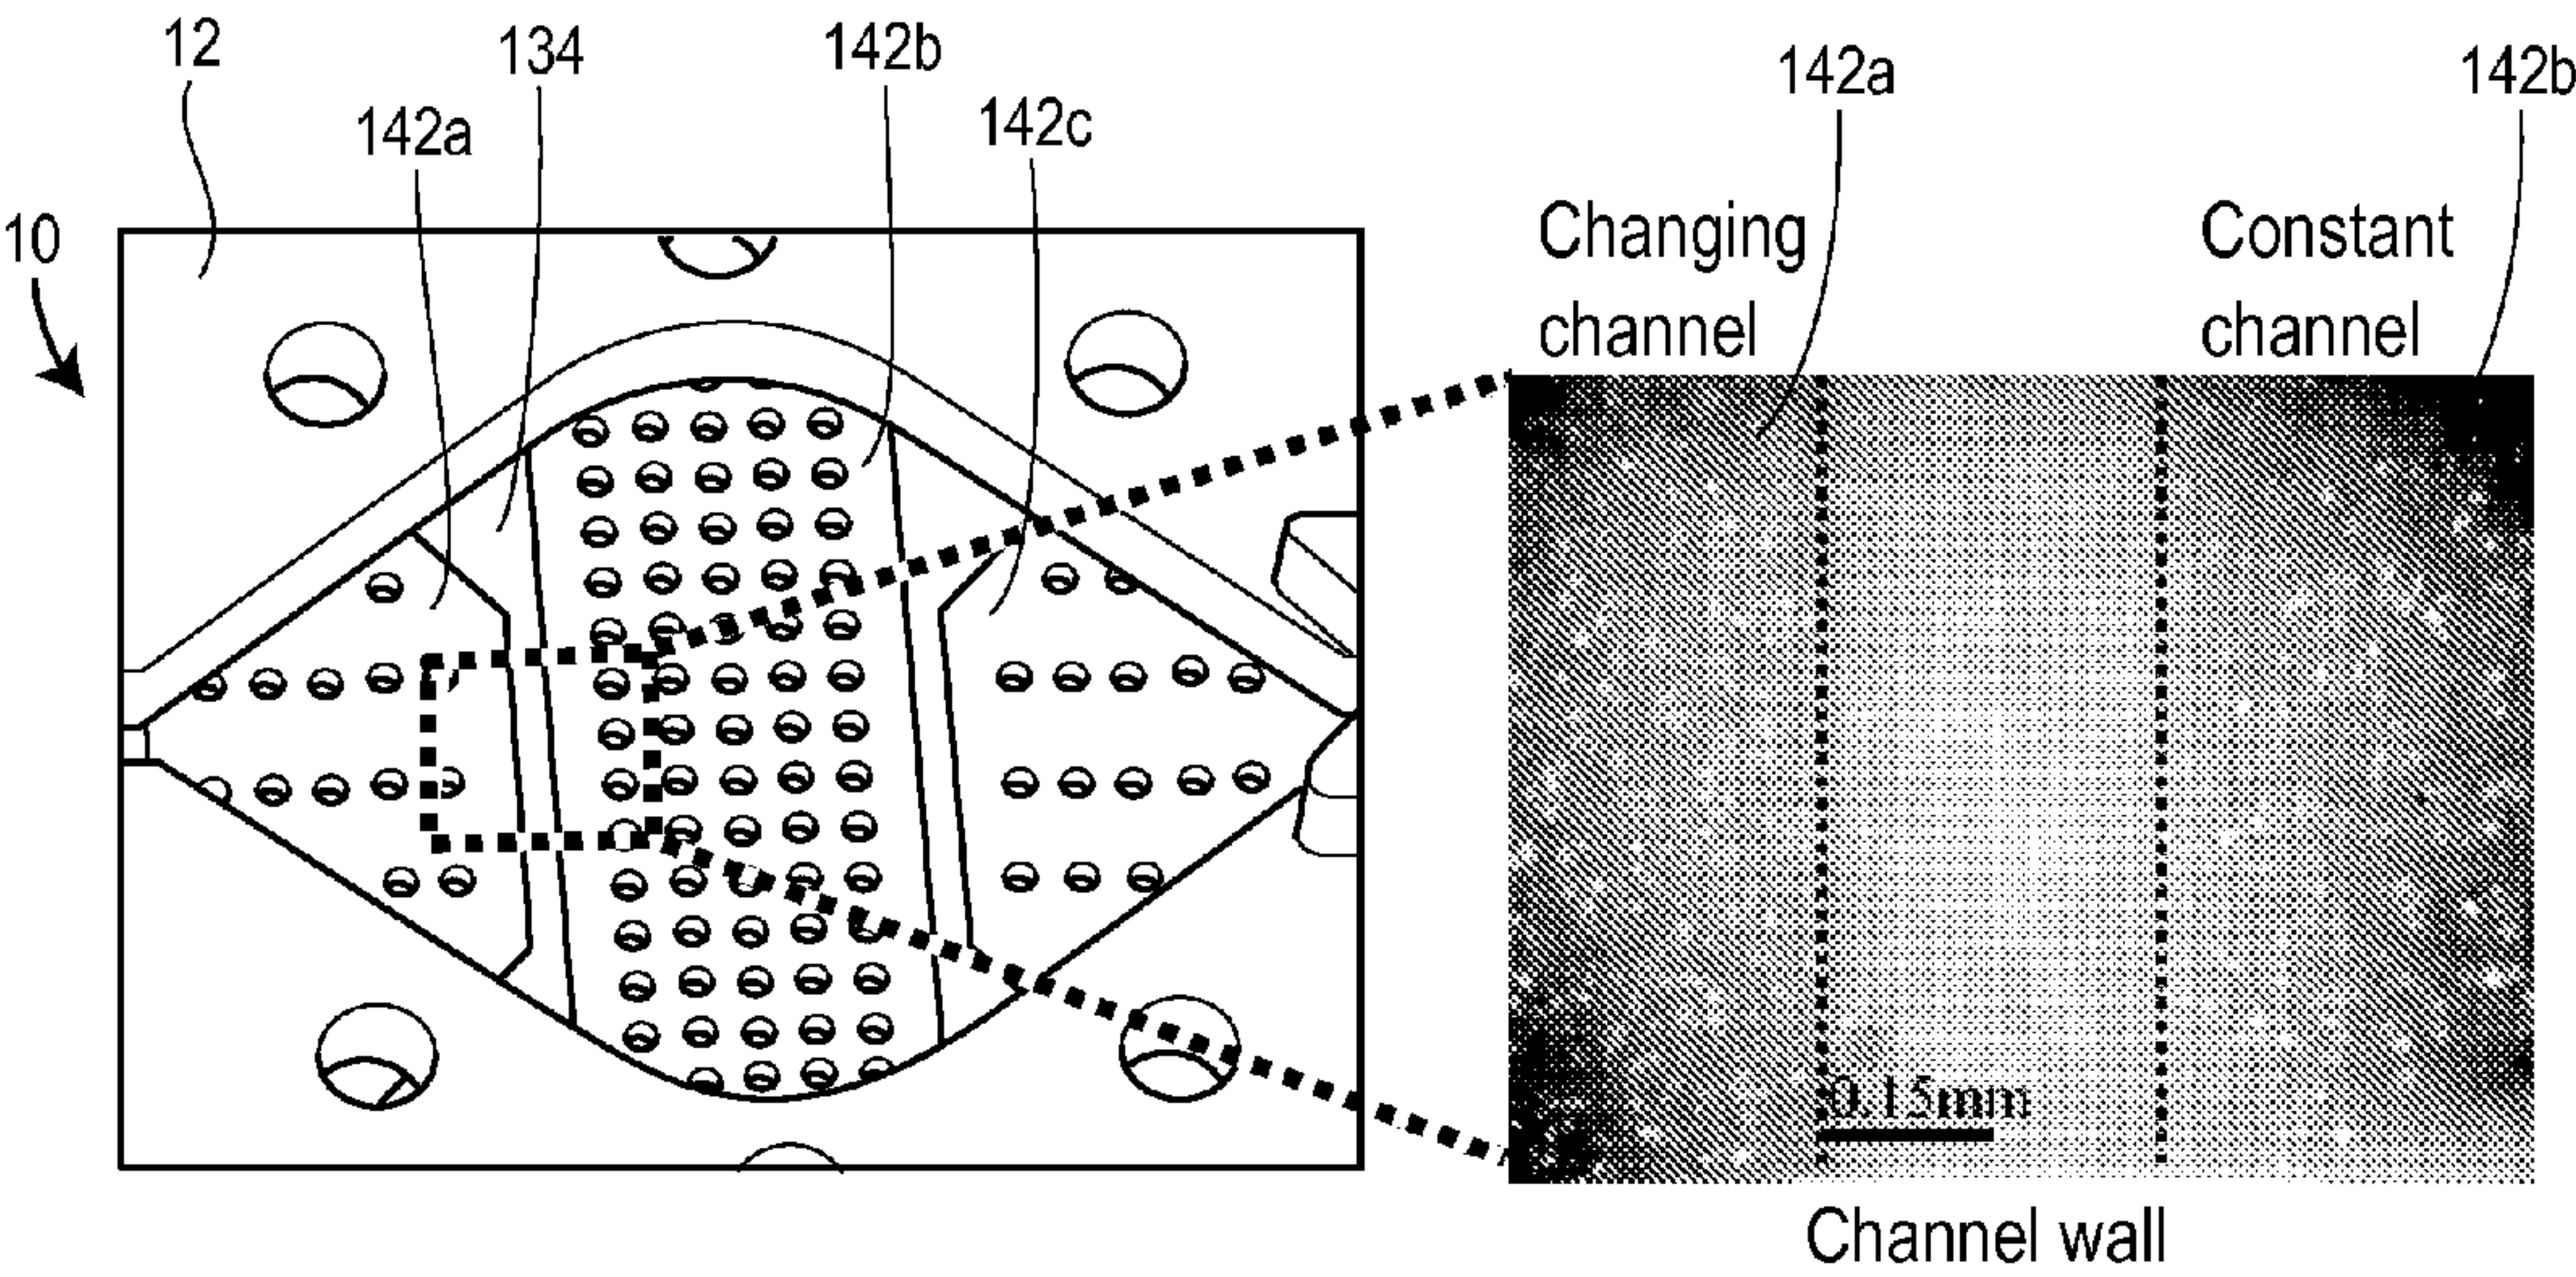 12
134
142b
142a
142b
142a
142c
10
Changing
channel
Constant
channel
0.15mm
Channel wall